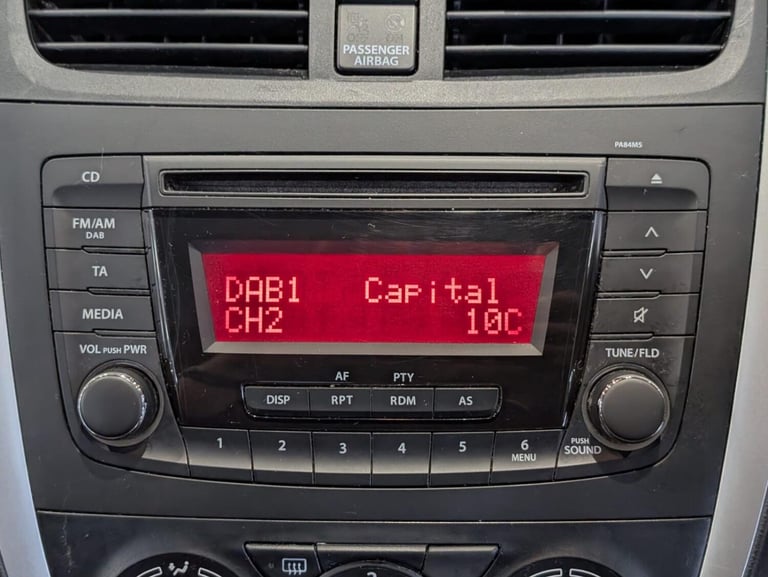 PASSENGER
AIRBAG
PA84MS
CD
FM/AM
DAB
TA
MEDIA
VOL PUSH PWR
DAB1 Capital
CH2 10C
TUNE/FLD
AF PTY
DISP RPT RDM AS
1 2 3 4 5 6
MENU
PUSH
SOUND